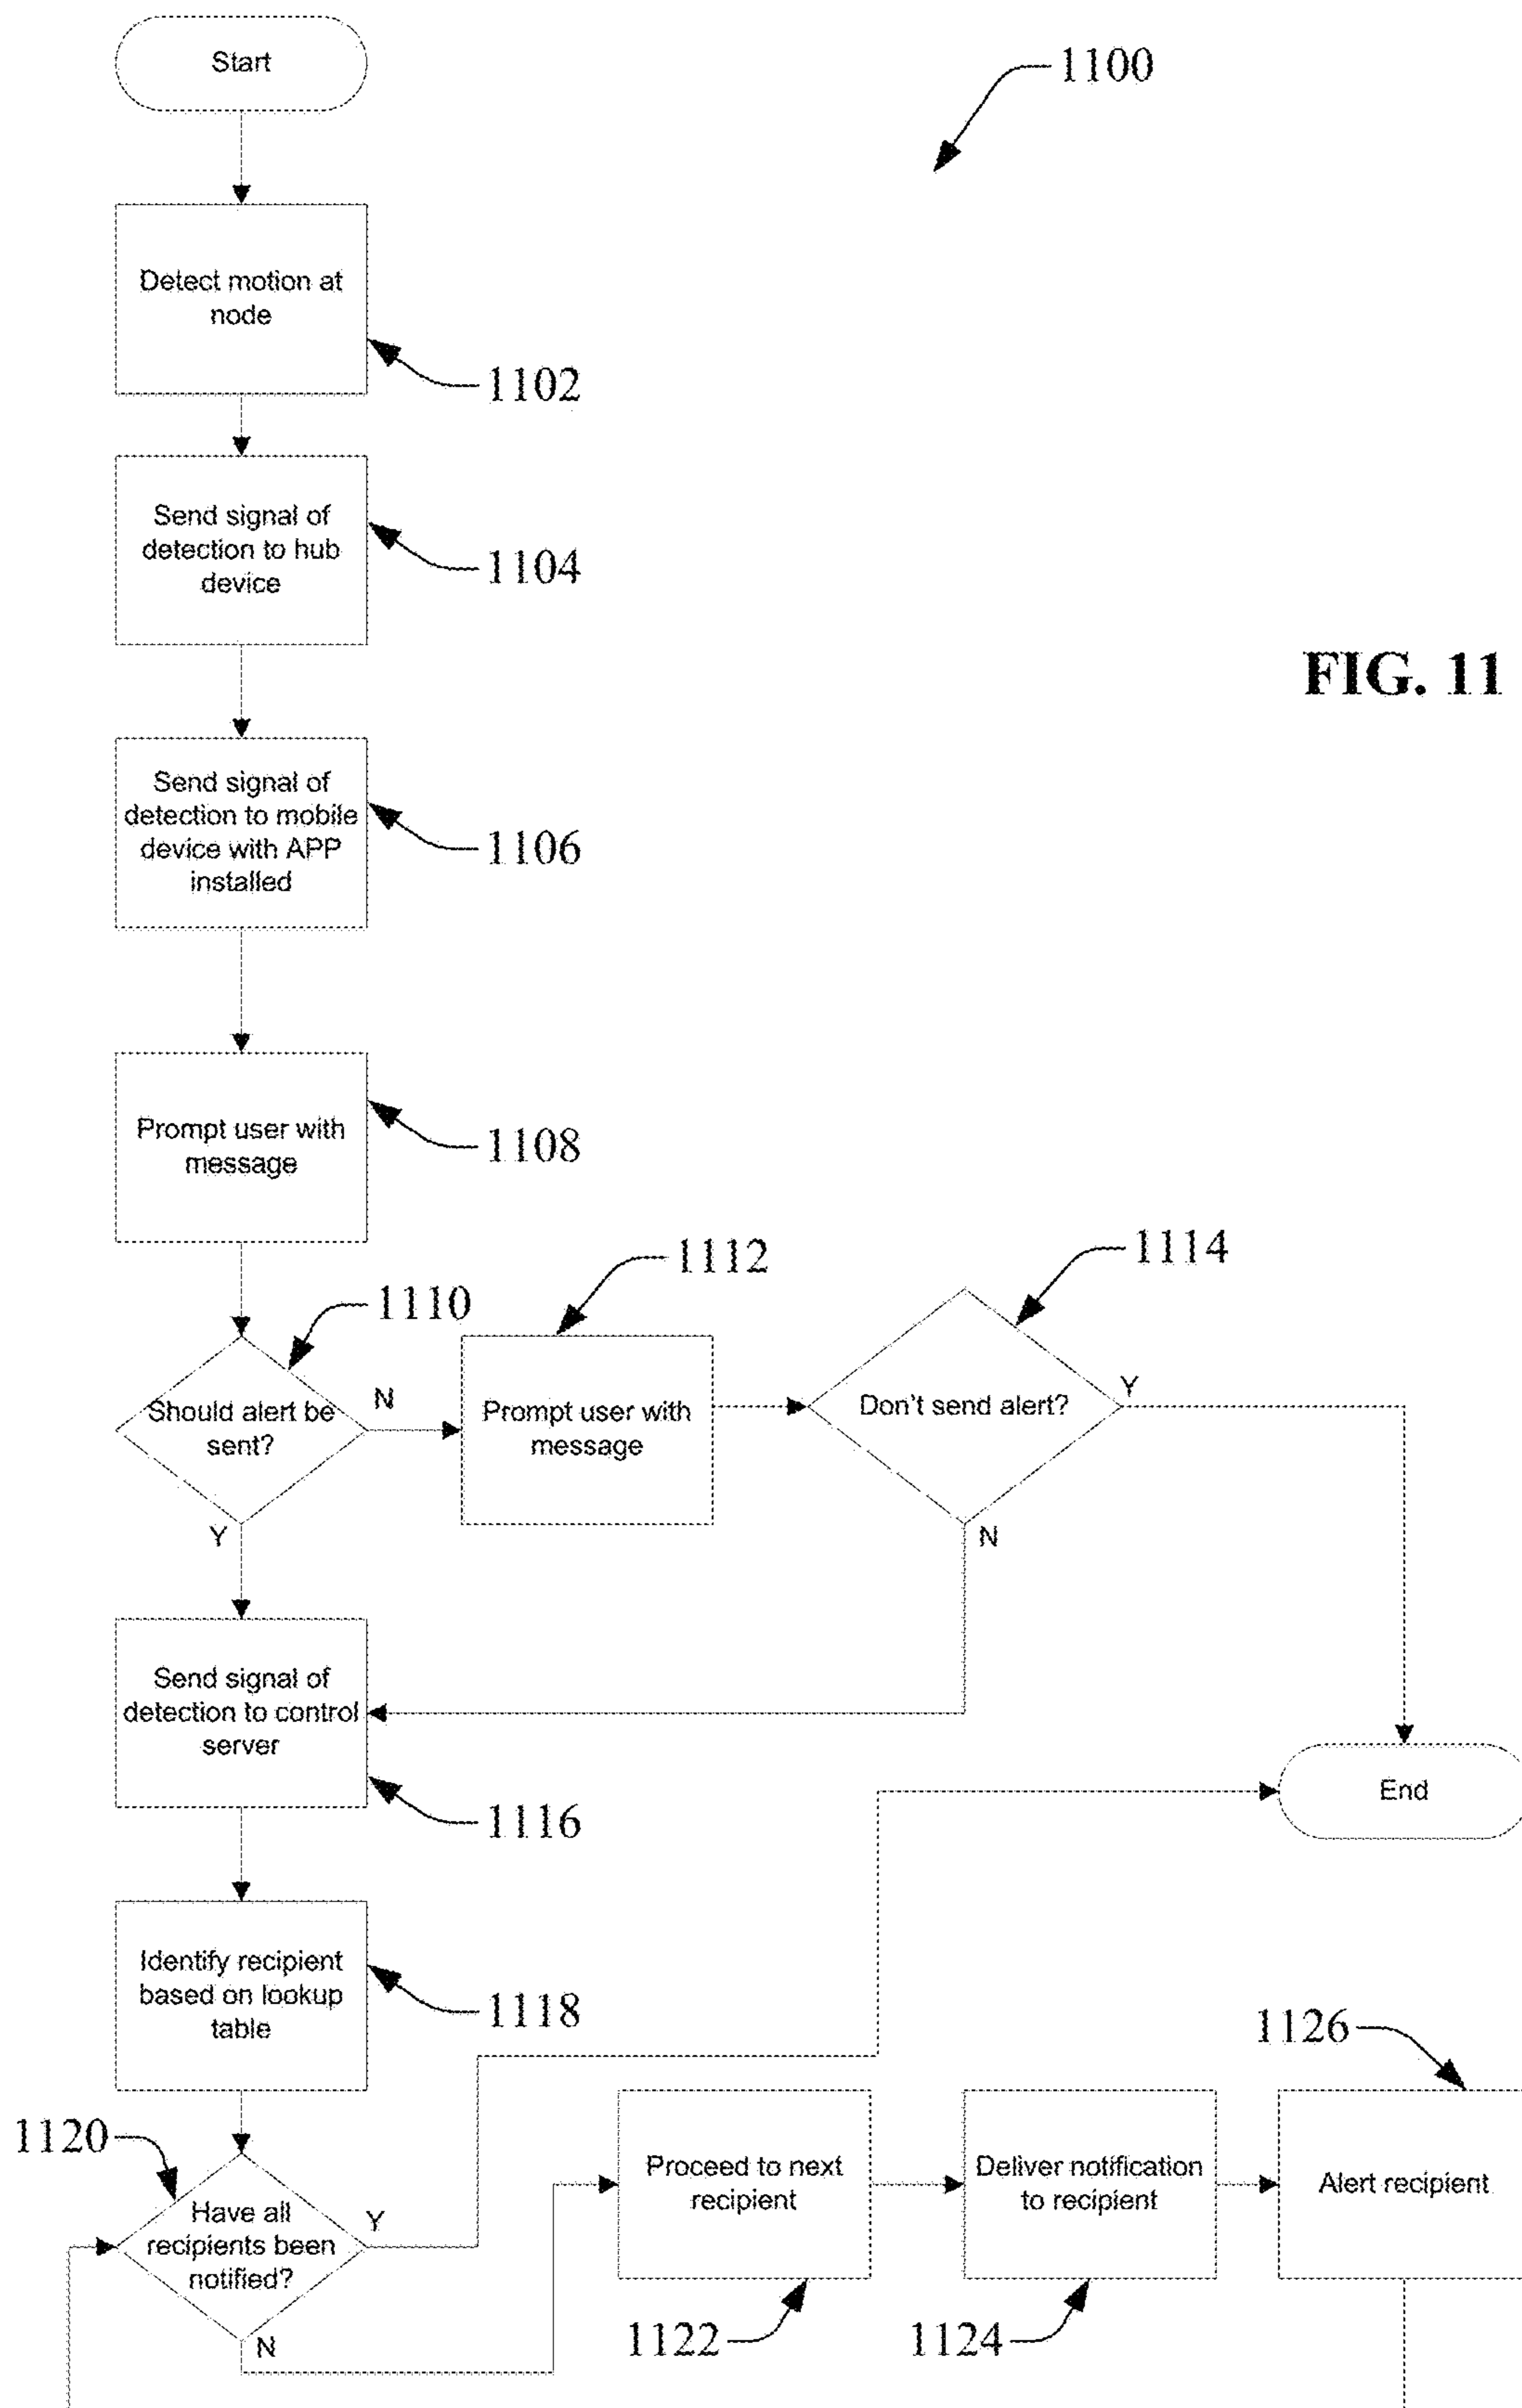 Start
1100
Detect motion at
node
1102
Send signal of
detection to hub
device
1104
FIG. 11
Send signal of
detection to mobile
device with APP
installed
1106
Prompt user with
message
1108
1110
Should alert be
sent?
N
Y
1112
Prompt user with
message
1114
Don't send alert?
Y
N
Send signal of
detection to control
server
1116
End
Identify recipient
based on lookup
table
1118
1120
Have all
recipients been
notified?
Y
N
Proceed to next
recipient
1122
Deliver notification
to recipient
1124
1126
Alert recipient